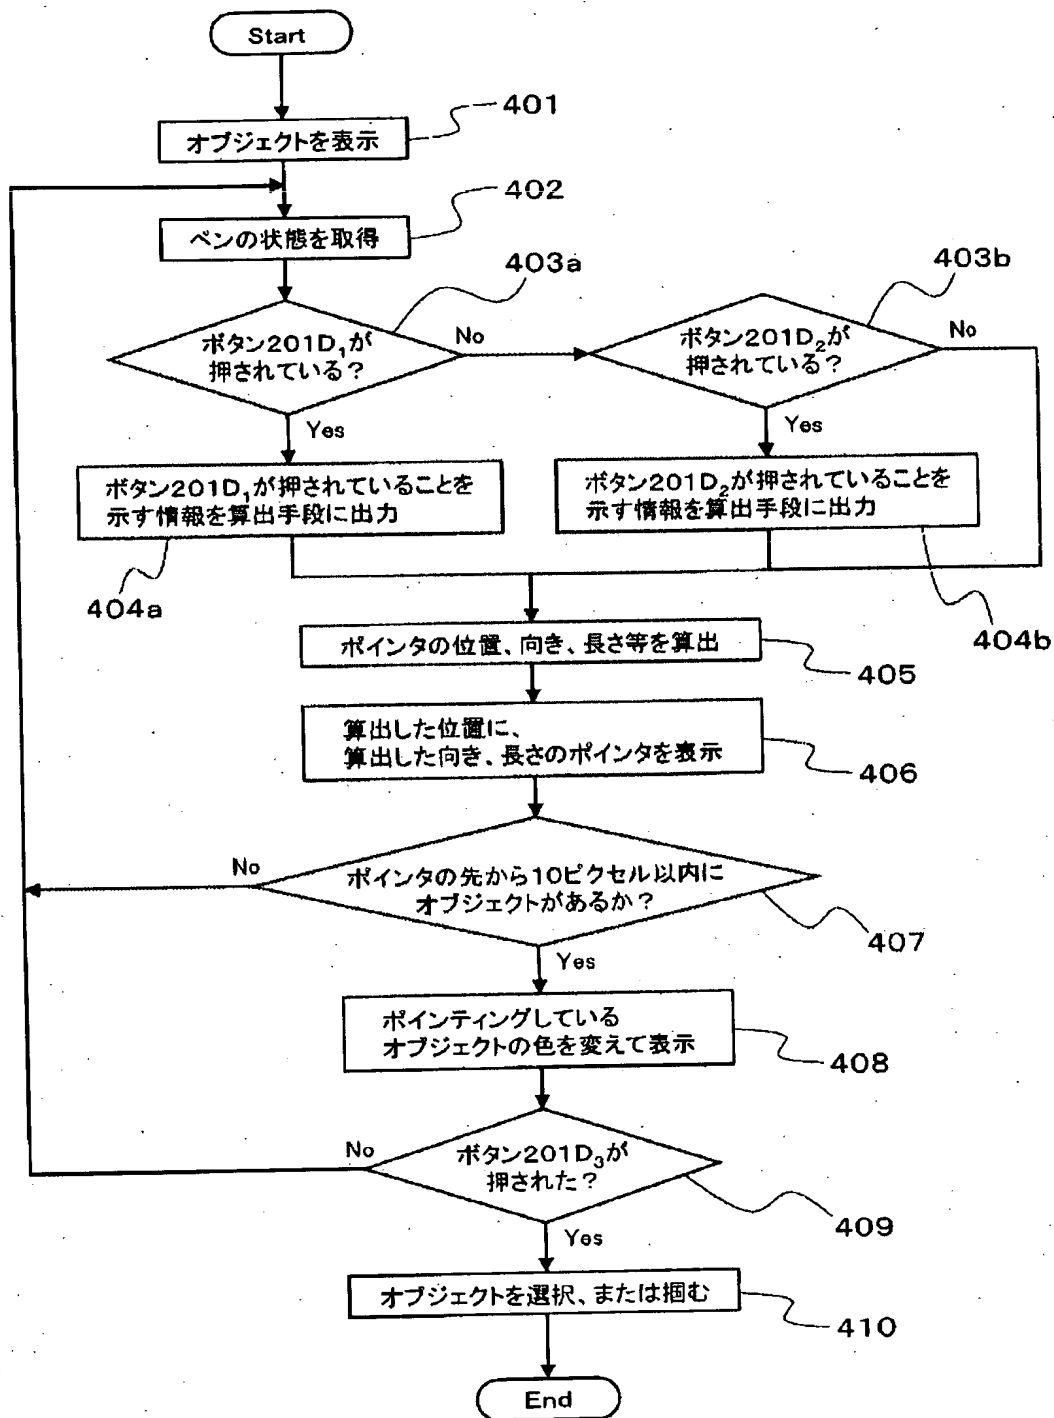 Start
401
オブジェクトを表示
402
ペンの状態を取得
403a
403b
ボタン201D₁が
押されている?
No
ボタン201D₂が
押されている?
No
Yes
Yes
ボタン201D₁が押されていることを
示す情報を算出手段に出力
ボタン201D₂が押されていることを
示す情報を算出手段に出力
404a
404b
ポインタの位置、向き、長さ等を算出
405
算出した位置に、
算出した向き、長さのポインタを表示
406
No
ポインタの先から10ピクセル以内に
オブジェクトがあるか?
407
Yes
ポインティングしている
オブジェクトの色を変えて表示
408
No
ボタン201D₃が
押された?
409
Yes
オブジェクトを選択、または掴む
410
End